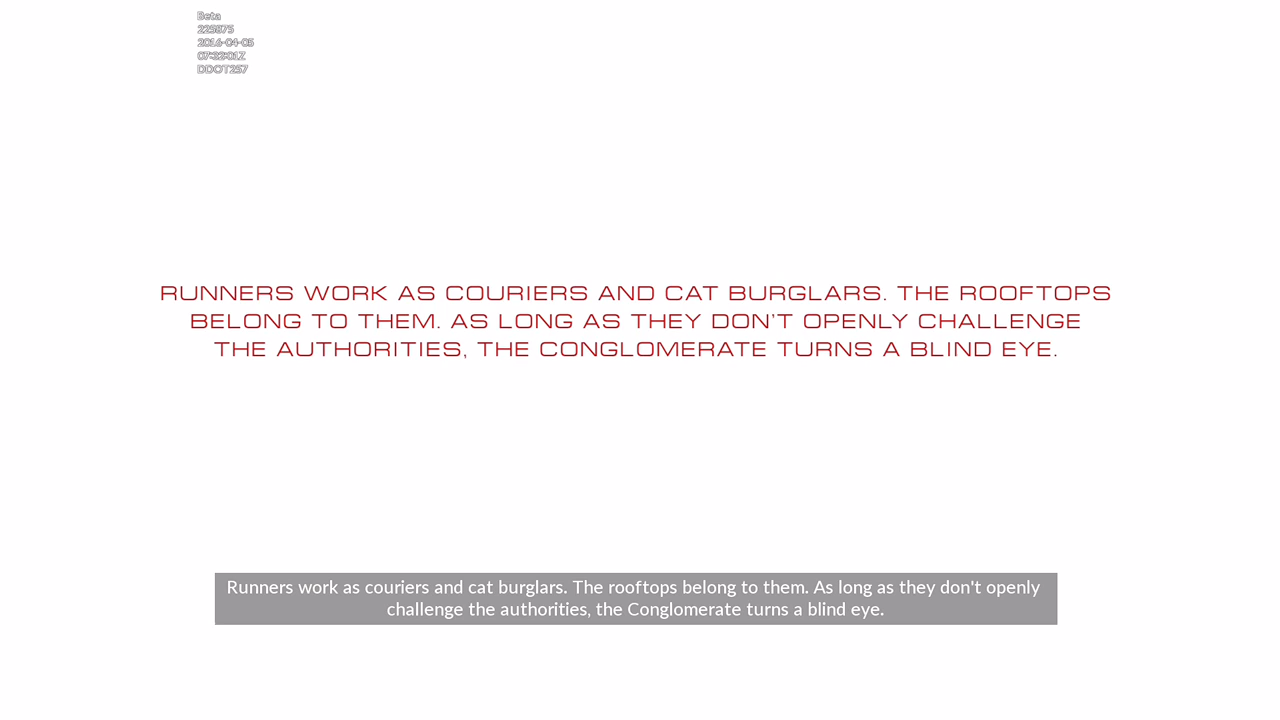 Beta
225875
2016-04-05
07:32:01Z
DDOT257
RUNNERS WORK AS COURIERS AND CAT BURGLARS. THE ROOFTOPS
BELONG TO THEM. AS LONG AS THEY DON'T OPENLY CHALLENGE
THE AUTHORITIES, THE CONGLOMERATE TURNS A BLIND EYE.
Runners work as couriers and cat burglars. The rooftops belong to them. As long as they don't openly
challenge the authorities, the Conglomerate turns a blind eye.